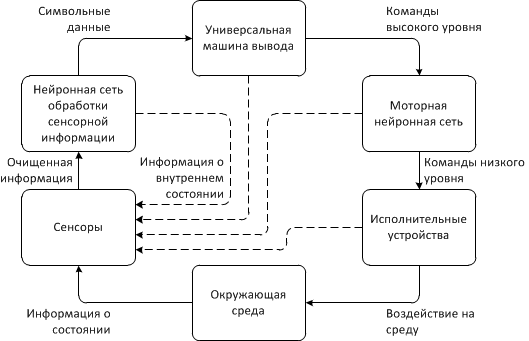 Символьные
данные
Универсальная
машина вывода
Команды
высокого уровня
Нейронная сеть
обработки
сенсорной
информации
Моторная
нейронная сеть
Очищенная
информация
Информация о
внутреннем
состоянии
Команды низкого
уровня
Сенсоры
Исполнительные
устройства
Информация о
состоянии
Окружающая
среда
Воздействие на
среду